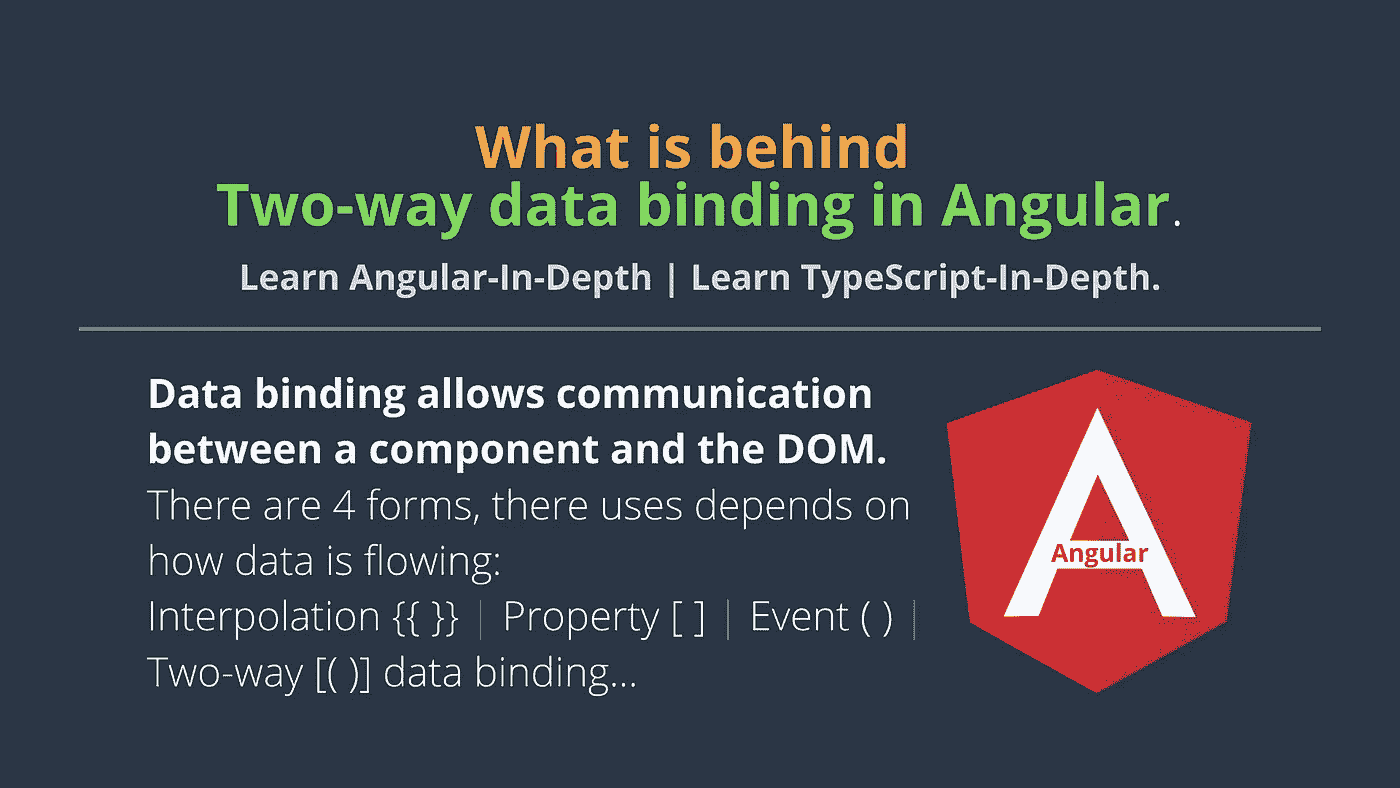 What is behind
Two-way data binding in Angular.
Learn Angular-In-Depth | Learn TypeScript-In-Depth.
Data binding allows communication
between a component and the DOM.
There are 4 forms, there uses depends on
how data is flowing:
Interpolation {{ }} | Property [ ] | Event ( ) |
Two-way [( )] data binding...
Angular